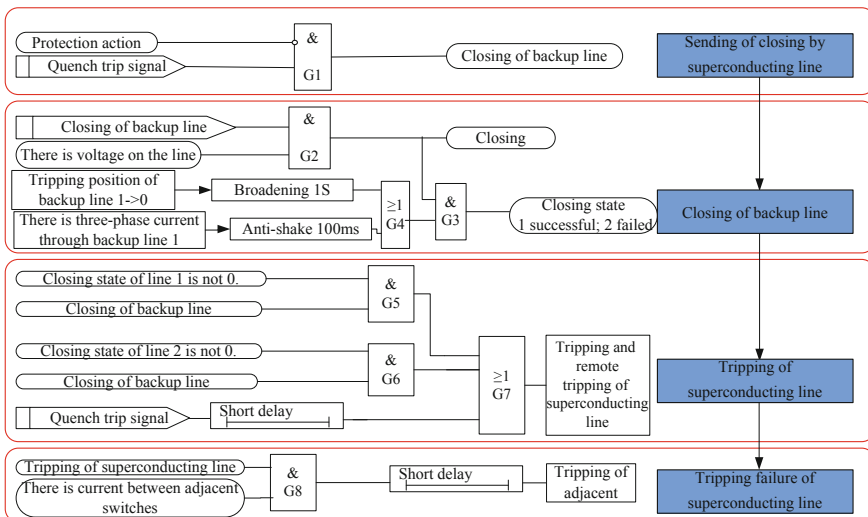 Protection action
Quench trip signal
&
G1
Closing of backup line
Sending of closing by
superconducting line
Closing of backup line
There is voltage on the line
&
G2
Closing
Tripping position of
backup line 1->0
Broadening 1S
There is three-phase current
through backup line 1
Anti-shake 100ms
≥1
G4
&
G3
Closing state
1 successful; 2 failed
Closing of backup line
Closing state of line 1 is not 0.
Closing of backup line
&
G5
Closing state of line 2 is not 0.
Closing of backup line
&
G6
Quench trip signal
Short delay
≥1
G7
Tripping and
remote
tripping of
superconducting
line
Tripping of
superconducting line
Tripping of superconducting line
There is current between adjacent
switches
&
G8
Short delay
Tripping of
adjacent
Tripping failure of
superconducting line